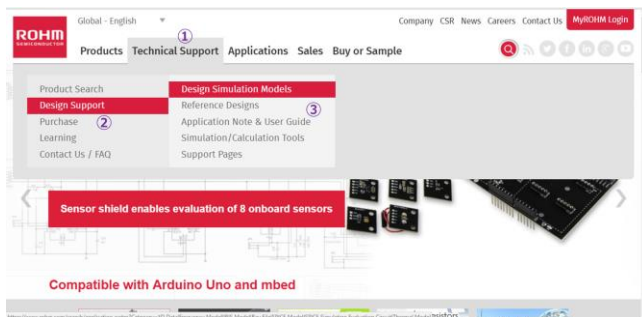 Global - English ▼
Company CSR News Careers Contact Us MyROHM Login
ROHM
SEMICONDUCTOR
①
Products Technical Support Applications Sales Buy or Sample
Product Search
Design Support
Purchase ②
Learning
Contact Us / FAQ
Design Simulation Models
Reference Designs
③
Application Note & User Guide
Simulation/Calculation Tools
Support Pages
Sensor shield enables evaluation of 8 onboard sensors
Compatible with Arduino Uno and mbed